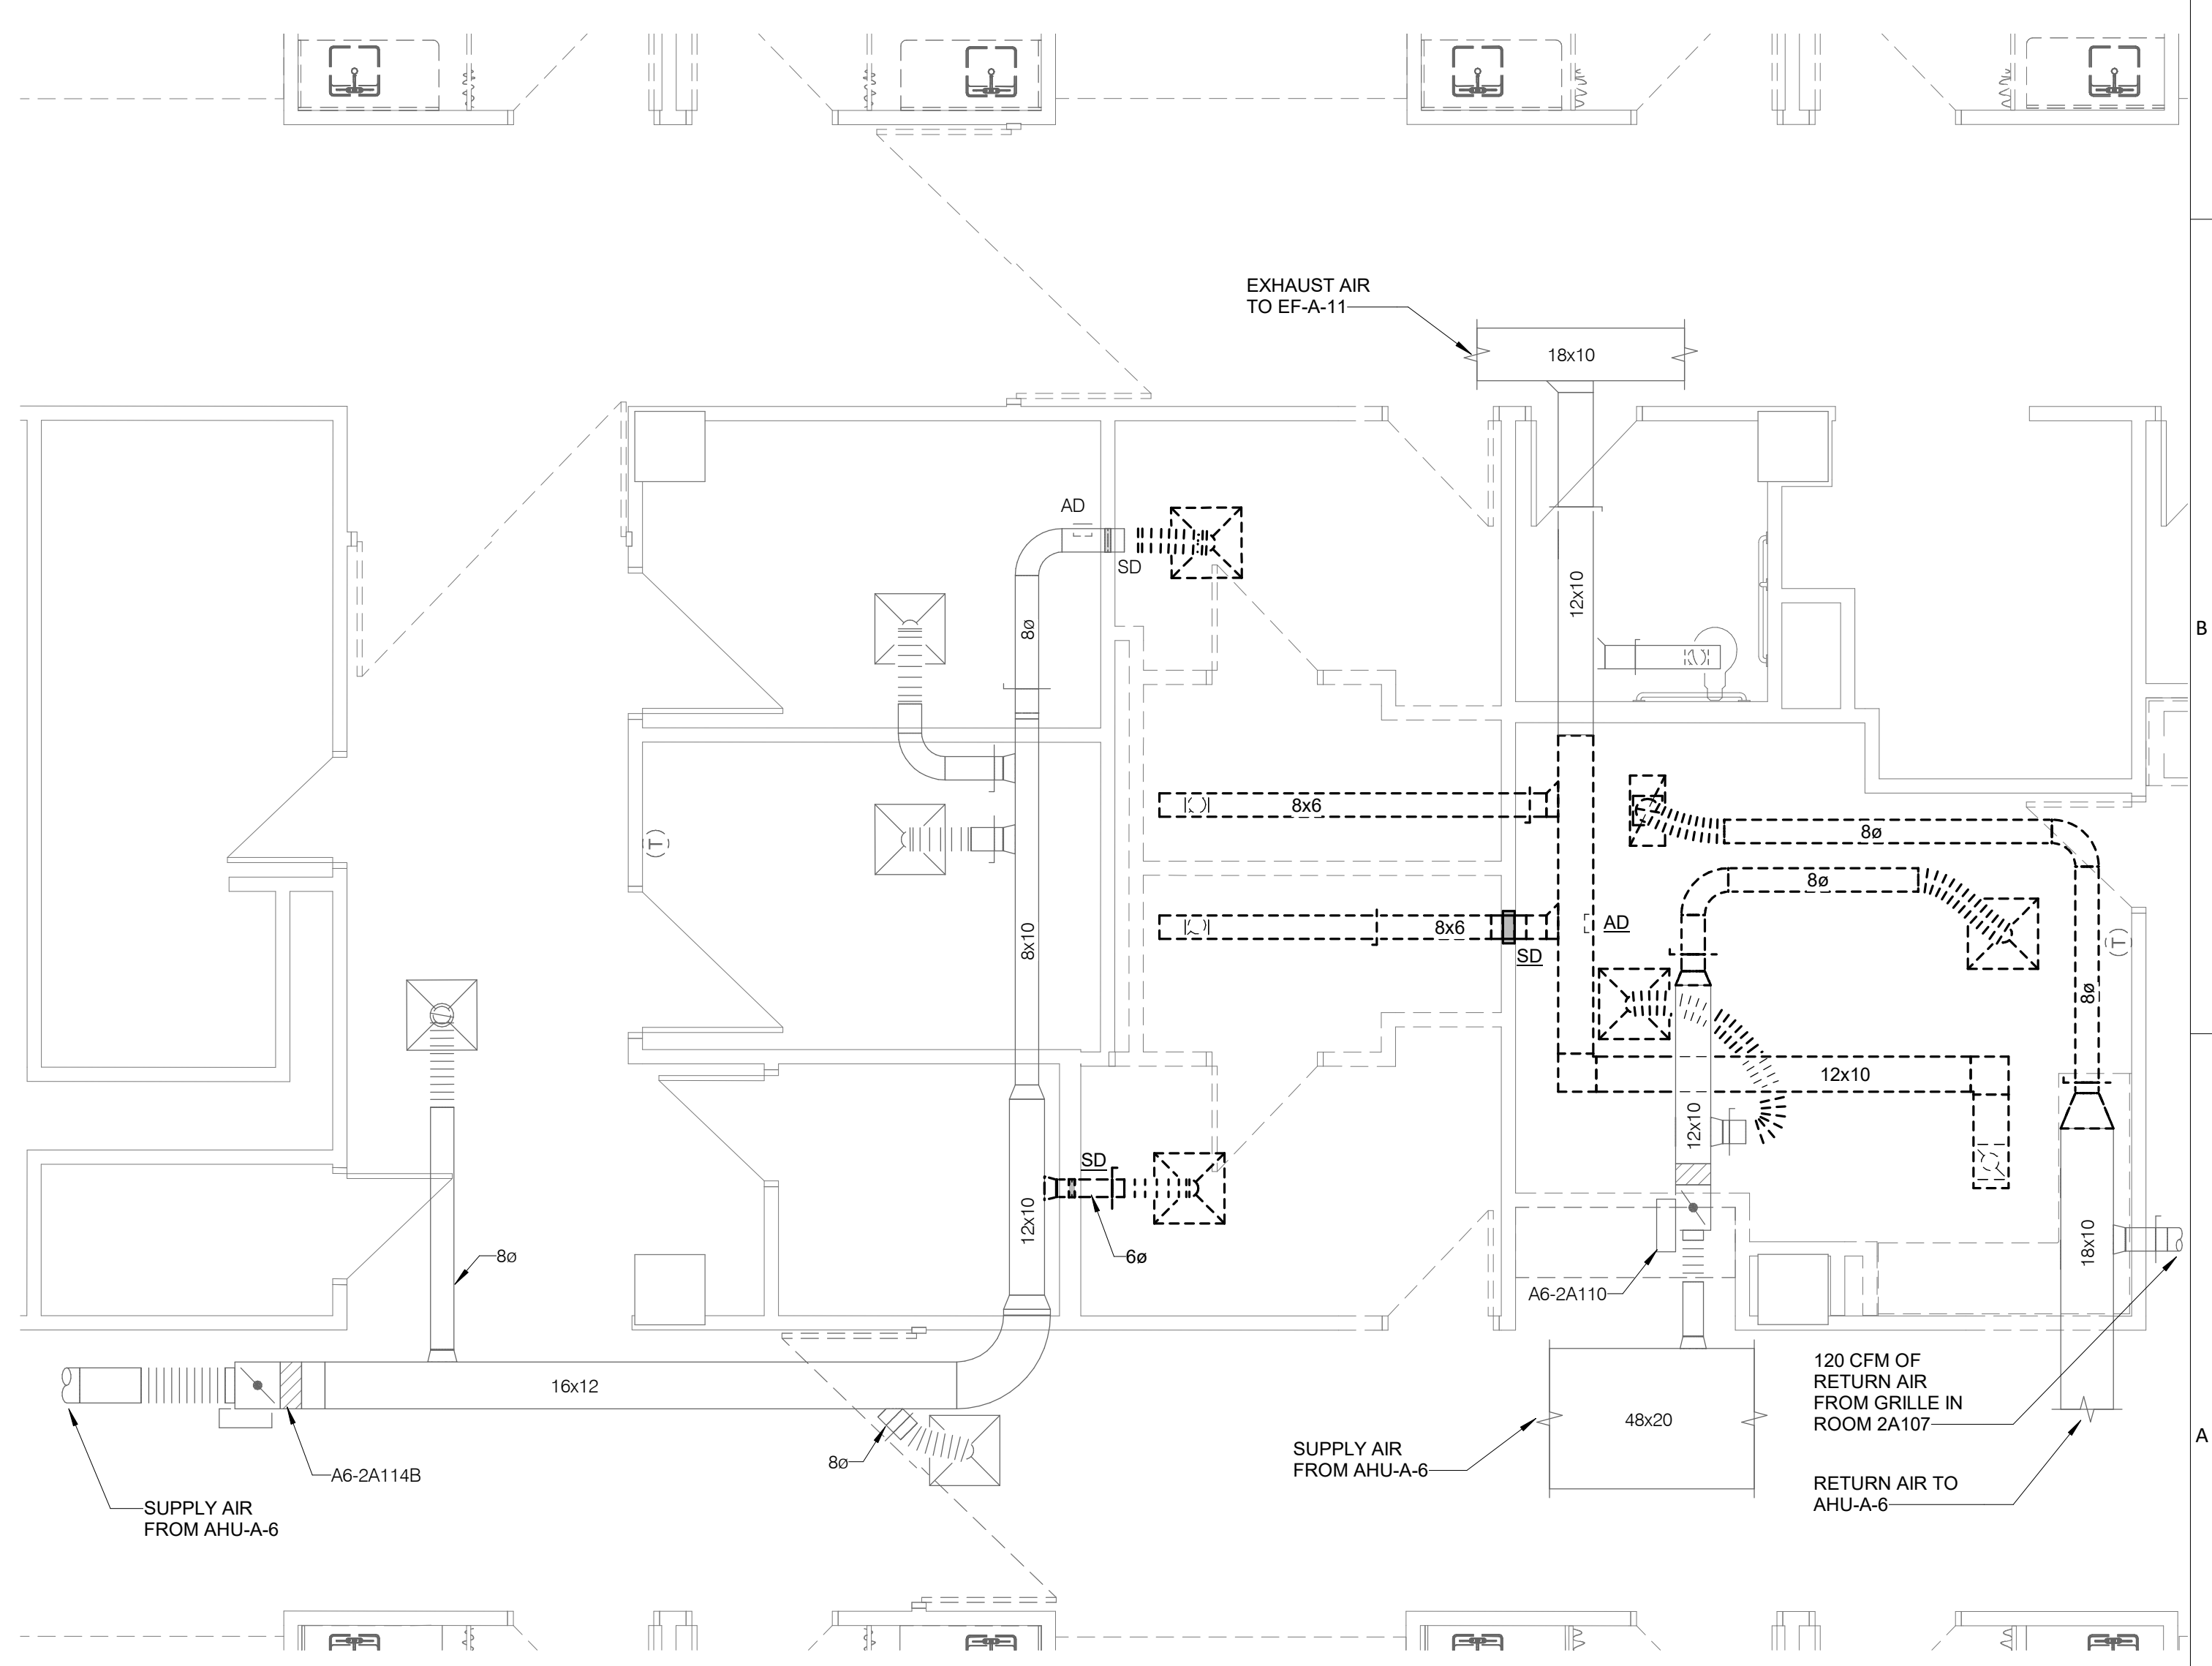 EXHAUST AIR
TO EF-A-11
18x10
AD
SD
8ø
12x10
B
(T)
8x6
8ø
8ø
8x10
8x6
AD
SD
(T)
8ø
12x10
SD
12x10
12x10
6ø
18x10
8ø
A6-2A110
16x12
120 CFM OF
RETURN AIR
FROM GRILLE IN
ROOM 2A107
48x20
A
SUPPLY AIR
FROM AHU-A-6
8ø
A6-2A114B
RETURN AIR TO
AHU-A-6
SUPPLY AIR
FROM AHU-A-6